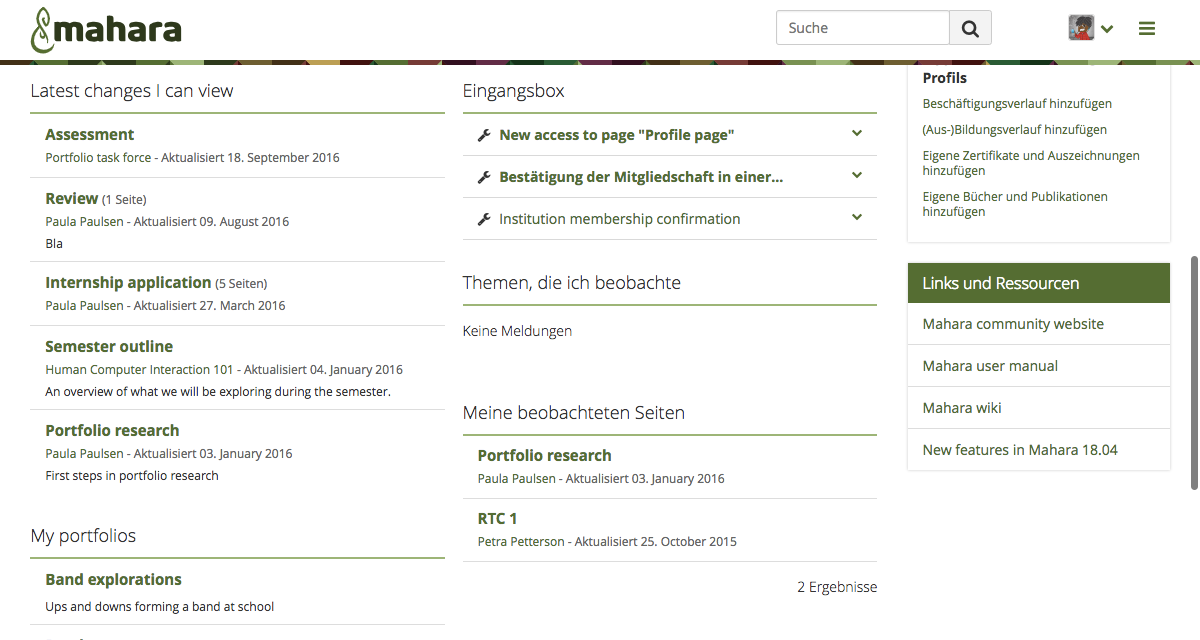 mahara
Suche
Latest changes I can view
Assessment
Portfolio task force - Aktualisiert 18. September 2016
Review (1 Seite)
Paula Paulsen - Aktualisiert 09. August 2016
Bla
Internship application (5 Seiten)
Paula Paulsen - Aktualisiert 27. March 2016
Semester outline
Human Computer Interaction 101 - Aktualisiert 04. January 2016
An overview of what we will be exploring during the semester.
Portfolio research
Paula Paulsen - Aktualisiert 03. January 2016
First steps in portfolio research
My portfolios
Band explorations
Ups and downs forming a band at school
Eingangsbox
New access to page "Profile page"
Bestätigung der Mitgliedschaft in einer...
Institution membership confirmation
Themen, die ich beobachte
Keine Meldungen
Meine beobachteten Seiten
Portfolio research
Paula Paulsen - Aktualisiert 03. January 2016
RTC 1
Petra Petterson - Aktualisiert 25. October 2015
2 Ergebnisse
Profils
Beschäftigungsverlauf hinzufügen
(Aus-)Bildungsverlauf hinzufügen
Eigene Zertifikate und Auszeichnungen
hinzufügen
Eigene Bücher und Publikationen
hinzufügen
Links und Ressourcen
Mahara community website
Mahara user manual
Mahara wiki
New features in Mahara 18.04